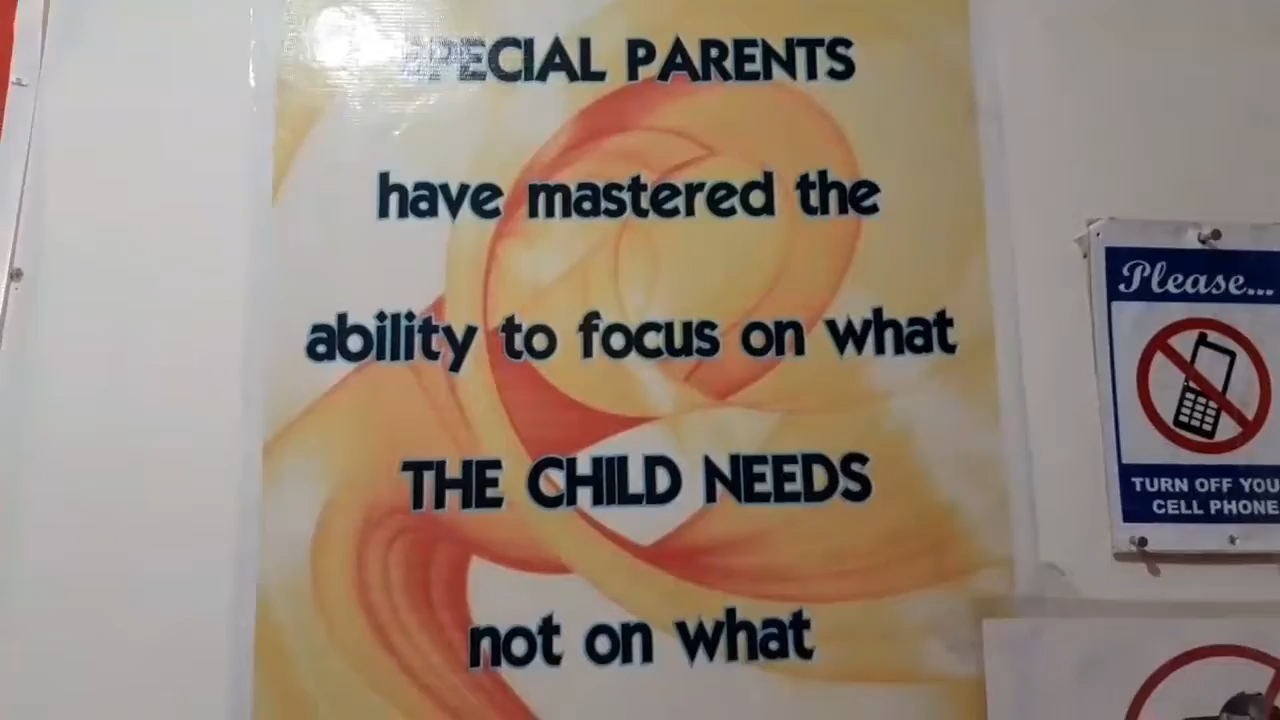 SPECIAL PARENTS
have mastered the
ability to focus on what
THE CHILD NEEDS
not on what
Please...
TURN OFF YOU
CELL PHONE